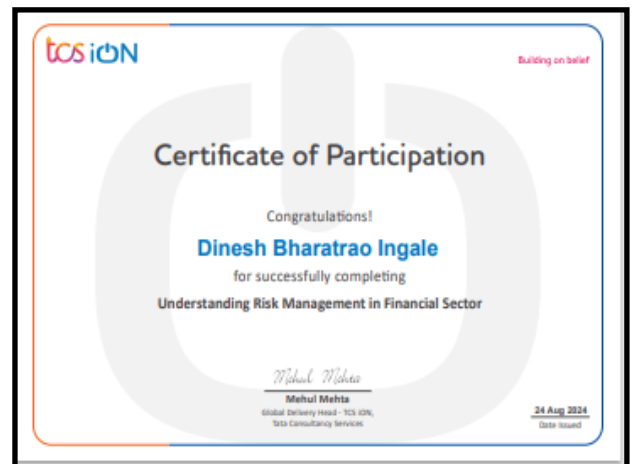 tcs iON
Building on belief
Certificate of Participation
Congratulations!
Dinesh Bharatrao Ingale
for successfully completing
Understanding Risk Management in Financial Sector
Mehul Mehta
Mehul Mehta
Global Delivery Head - TCS iON,
Tata Consultancy Services
24 Aug 2024
Date Issued